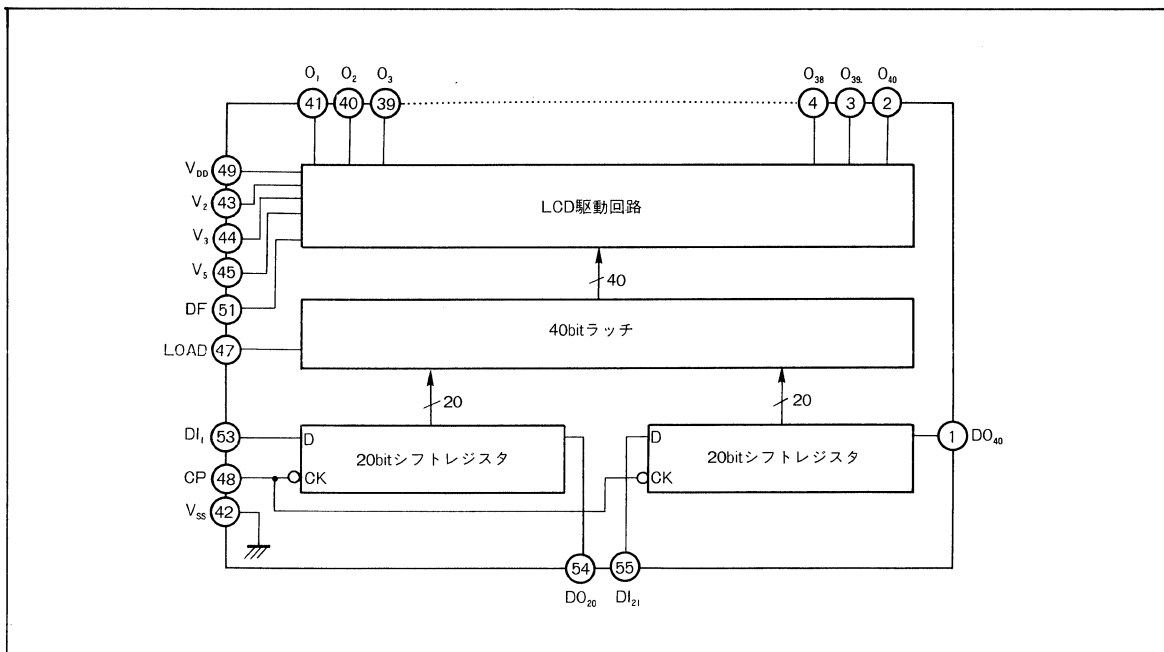 O₁ O₂ O₃ O₃₈ O₃₉. O₄₀
41 40 39 4 3 2
V_DD 49
V₂ 43
V₃ 44
V₅ 45
DF 51
LOAD 47
LCD駆動回路
40
40bitラッチ
20 20
DI₁ 53
CP 48
V_SS 42
D
20bitシフトレジスタ
CK
D
20bitシフトレジスタ
CK
1 DO₄₀
54 55
DO₂₀ DI₂₁